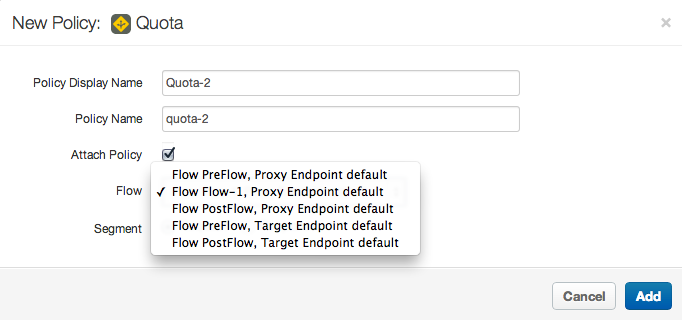 New Policy: Quota
×
Policy Display Name
Quota-2
Policy Name
quota-2
Attach Policy
Flow
Flow PreFlow, Proxy Endpoint default
✓ Flow Flow-1, Proxy Endpoint default
Flow PostFlow, Proxy Endpoint default
Flow PreFlow, Target Endpoint default
Flow PostFlow, Target Endpoint default
Segment
Cancel
Add